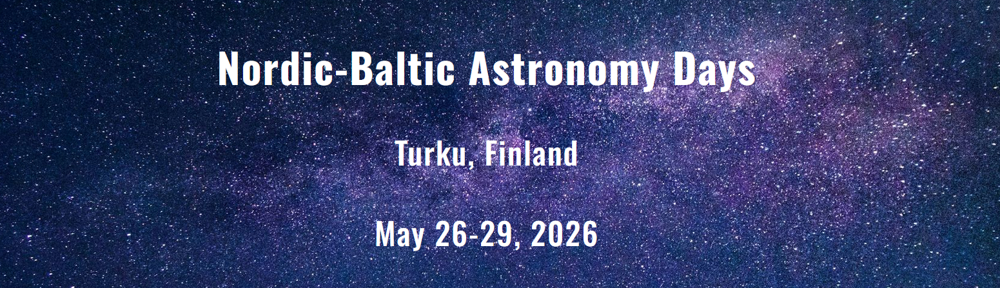 Nordic-Baltic Astronomy Days
Turku, Finland
May 26-29, 2026